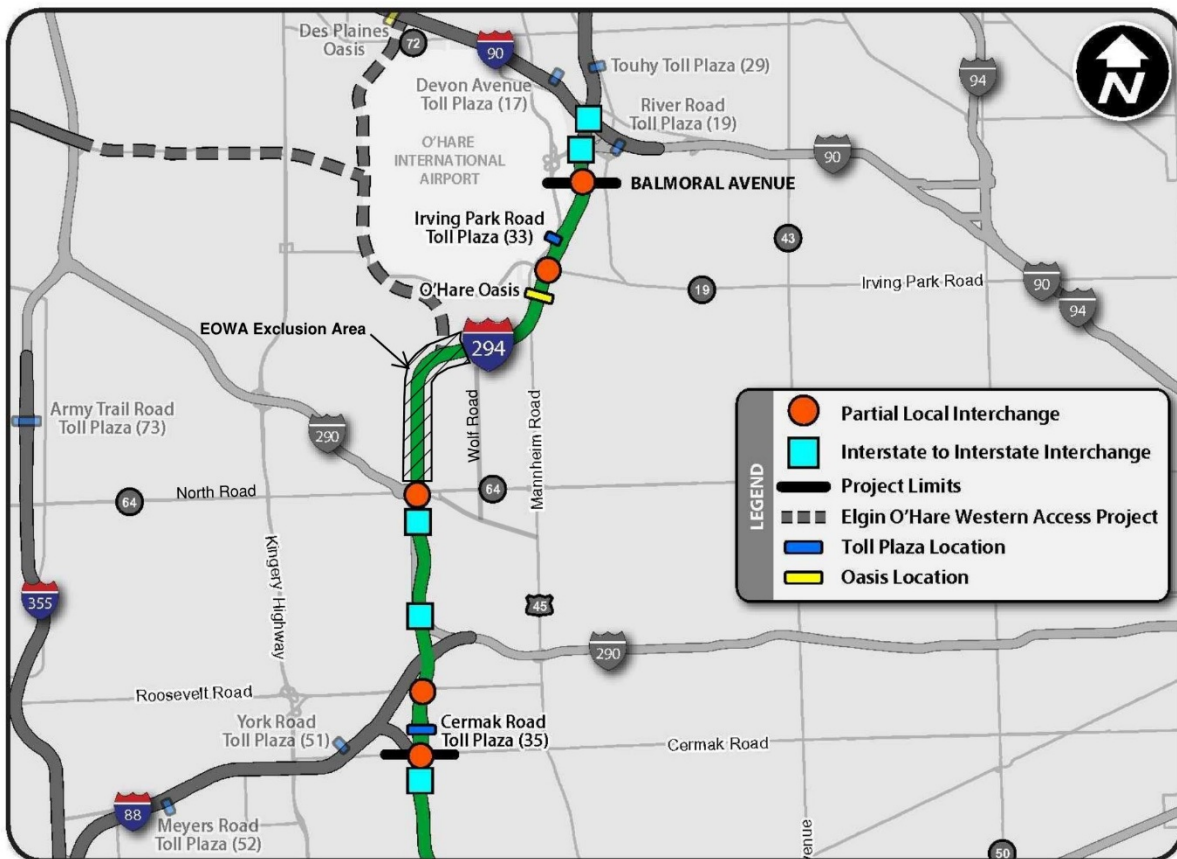 Des Plaines
Oasis
72
90
Devon Avenue
Toll Plaza (17)
Touhy Toll Plaza (29)
River Road
Toll Plaza (19)
94
N
O'HARE
INTERNATIONAL
AIRPORT
90
BALMORAL AVENUE
Irving Park Road
Toll Plaza (33)
43
O'Hare Oasis
19
Irving Park Road
90
94
EOWA Exclusion Area
294
Army Trail Road
Toll Plaza (73)
290
Wolf Road
Mannheim Road
64
North Road
64
Kingery Highway
LEGEND
Partial Local Interchange
Interstate to Interstate Interchange
Project Limits
Elgin O'Hare Western Access Project
Toll Plaza Location
Oasis Location
355
45
290
Roosevelt Road
York Road
Toll Plaza (51)
Cermak Road
Toll Plaza (35)
Cermak Road
88
Meyers Road
Toll Plaza (52)
venue
50